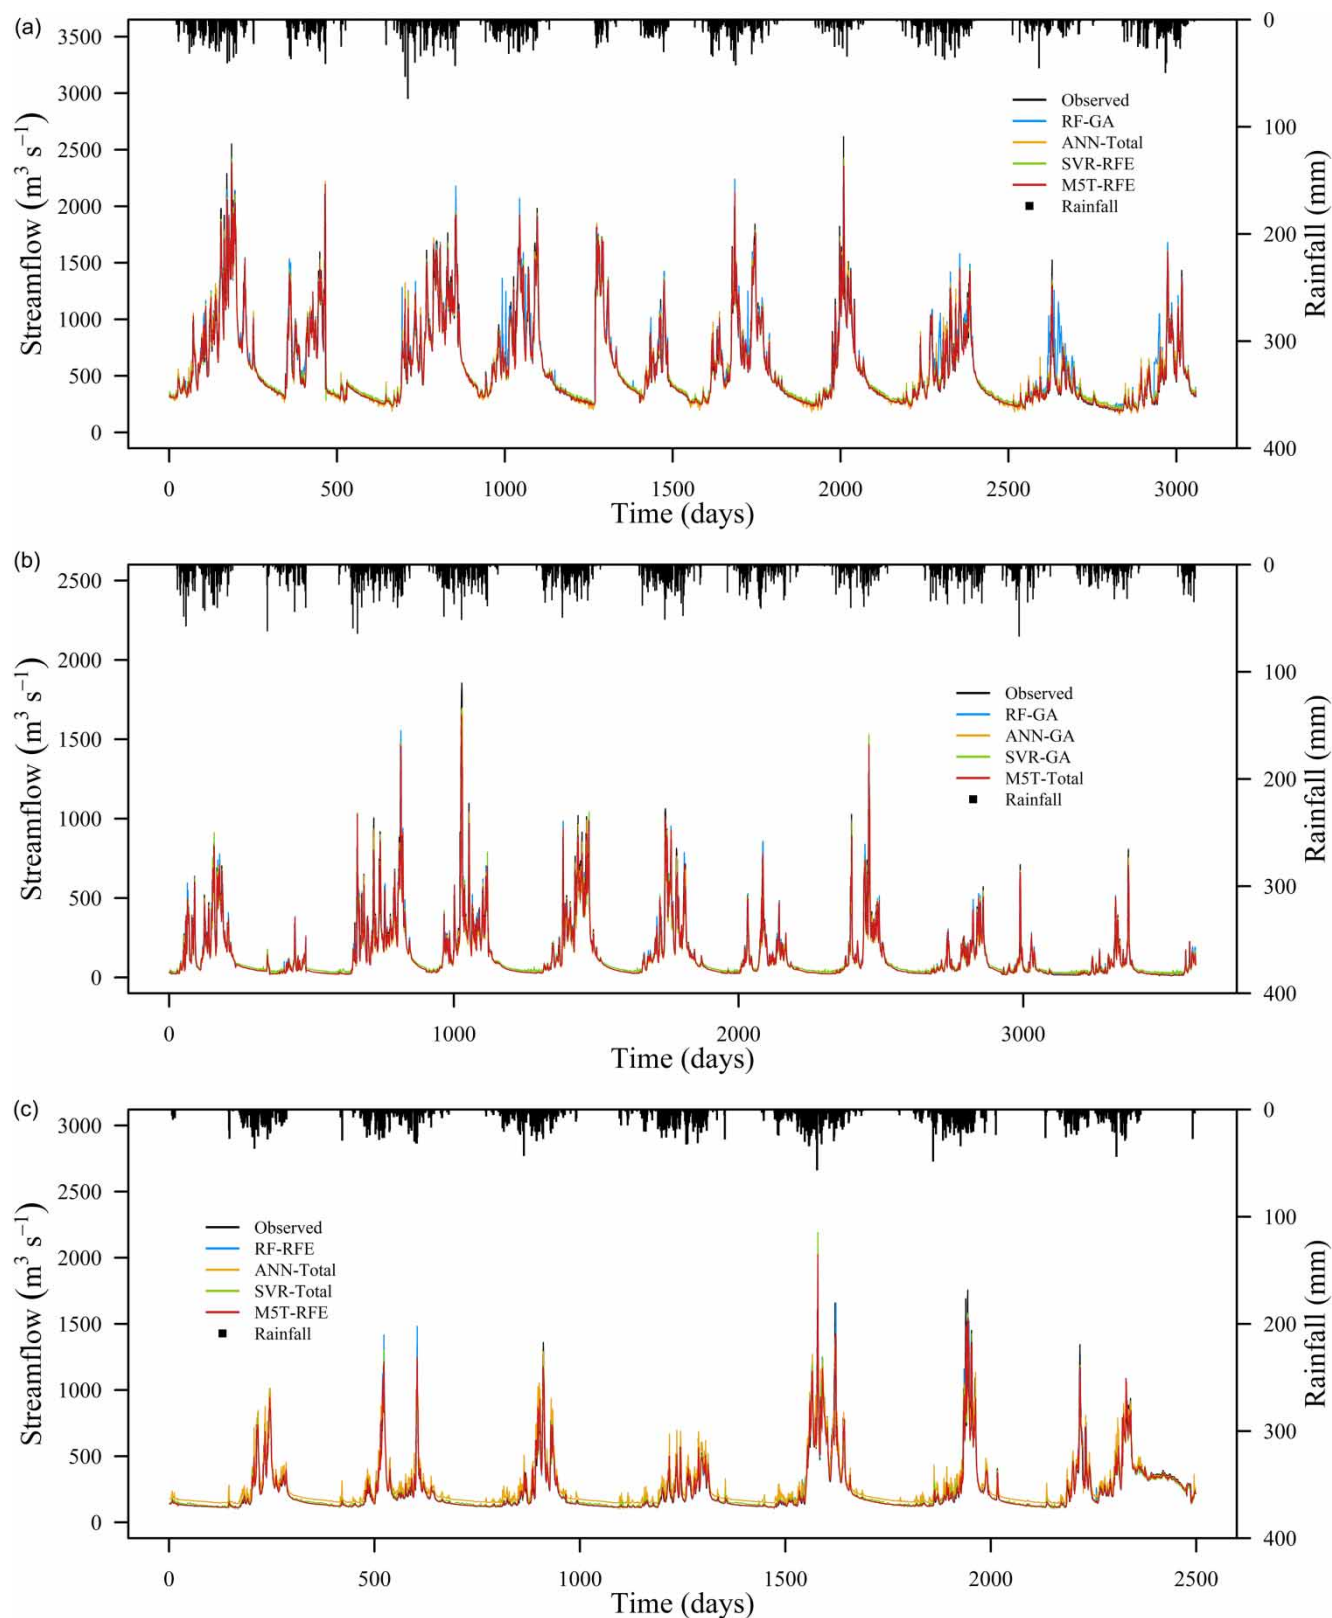 (a)
3500
3000
2500
2000
1500
1000
500
0
Streamflow (m³ s⁻¹)
0
100
200
300
400
Rainfall (mm)
Observed
RF-GA
ANN-Total
SVR-RFE
M5T-RFE
Rainfall
0 500 1000 1500 2000 2500 3000
Time (days)
(b)
2500
2000
1500
1000
500
0
Streamflow (m³ s⁻¹)
0
100
200
300
400
Rainfall (mm)
Observed
RF-GA
ANN-GA
SVR-GA
M5T-Total
Rainfall
0 1000 2000 3000
Time (days)
(c)
3000
2500
2000
1500
1000
500
0
Streamflow (m³ s⁻¹)
0
100
200
300
400
Rainfall (mm)
Observed
RF-RFE
ANN-Total
SVR-Total
M5T-RFE
Rainfall
0 500 1000 1500 2000 2500
Time (days)